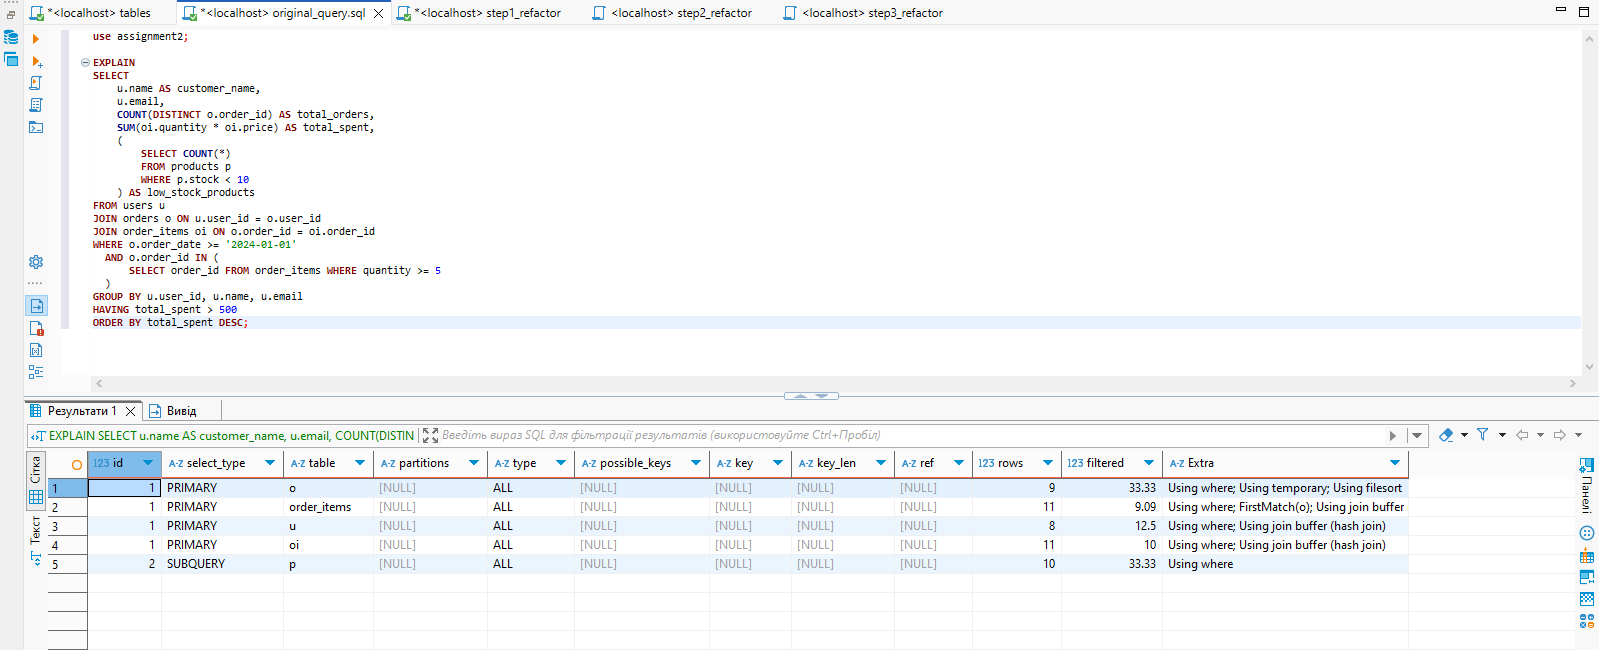 *<localhost> tables
*<localhost> original_query.sql
*<localhost> step1_refactor
<localhost> step2_refactor
<localhost> step3_refactor
use assignment2;
EXPLAIN
SELECT
u.name AS customer_name,
u.email,
COUNT(DISTINCT o.order_id) AS total_orders,
SUM(oi.quantity * oi.price) AS total_spent,
(
SELECT COUNT(*)
FROM products p
WHERE p.stock < 10
) AS low_stock_products
FROM users u
JOIN orders o ON u.user_id = o.user_id
JOIN order_items oi ON o.order_id = oi.order_id
WHERE o.order_date >= '2024-01-01'
AND o.order_id IN (
SELECT order_id FROM order_items WHERE quantity >= 5
)
GROUP BY u.user_id, u.name, u.email
HAVING total_spent > 500
ORDER BY total_spent DESC;
Результати 1
Вивід
EXPLAIN SELECT u.name AS customer_name, u.email, COUNT(DISTIN
Введіть вираз SQL для фільтрації результатів (використовуйте Ctrl+Пробіл)
Сітка
Текст
Панелі
123 id A-Z select_type A-Z table A-Z partitions A-Z type A-Z possible_keys A-Z key A-Z key_len A-Z ref 123 rows 123 filtered A-Z Extra
1 1 PRIMARY o [NULL] ALL [NULL] [NULL] [NULL] [NULL] 9 33.33 Using where; Using temporary; Using filesort
2 1 PRIMARY order_items [NULL] ALL [NULL] [NULL] [NULL] [NULL] 11 9.09 Using where; FirstMatch(o); Using join buffer
3 1 PRIMARY u [NULL] ALL [NULL] [NULL] [NULL] [NULL] 8 12.5 Using where; Using join buffer (hash join)
4 1 PRIMARY oi [NULL] ALL [NULL] [NULL] [NULL] [NULL] 11 10 Using where; Using join buffer (hash join)
5 2 SUBQUERY p [NULL] ALL [NULL] [NULL] [NULL] [NULL] 10 33.33 Using where